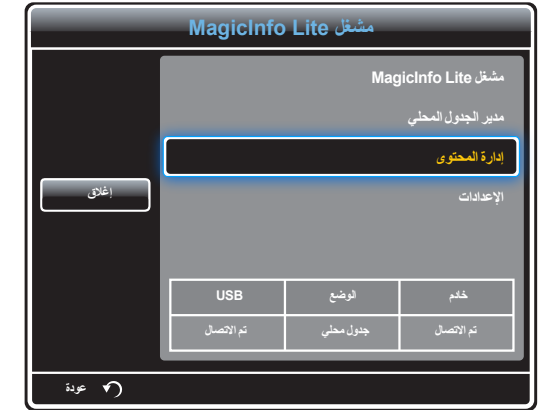 مشغل MagicInfo Lite
مشغل MagicInfo Lite
مدير الجدول المحلي
إدارة المحتوى
الإعدادات
إغلاق
خادم الوضع USB
تم الاتصال جدول محلي تم الاتصال
عودة